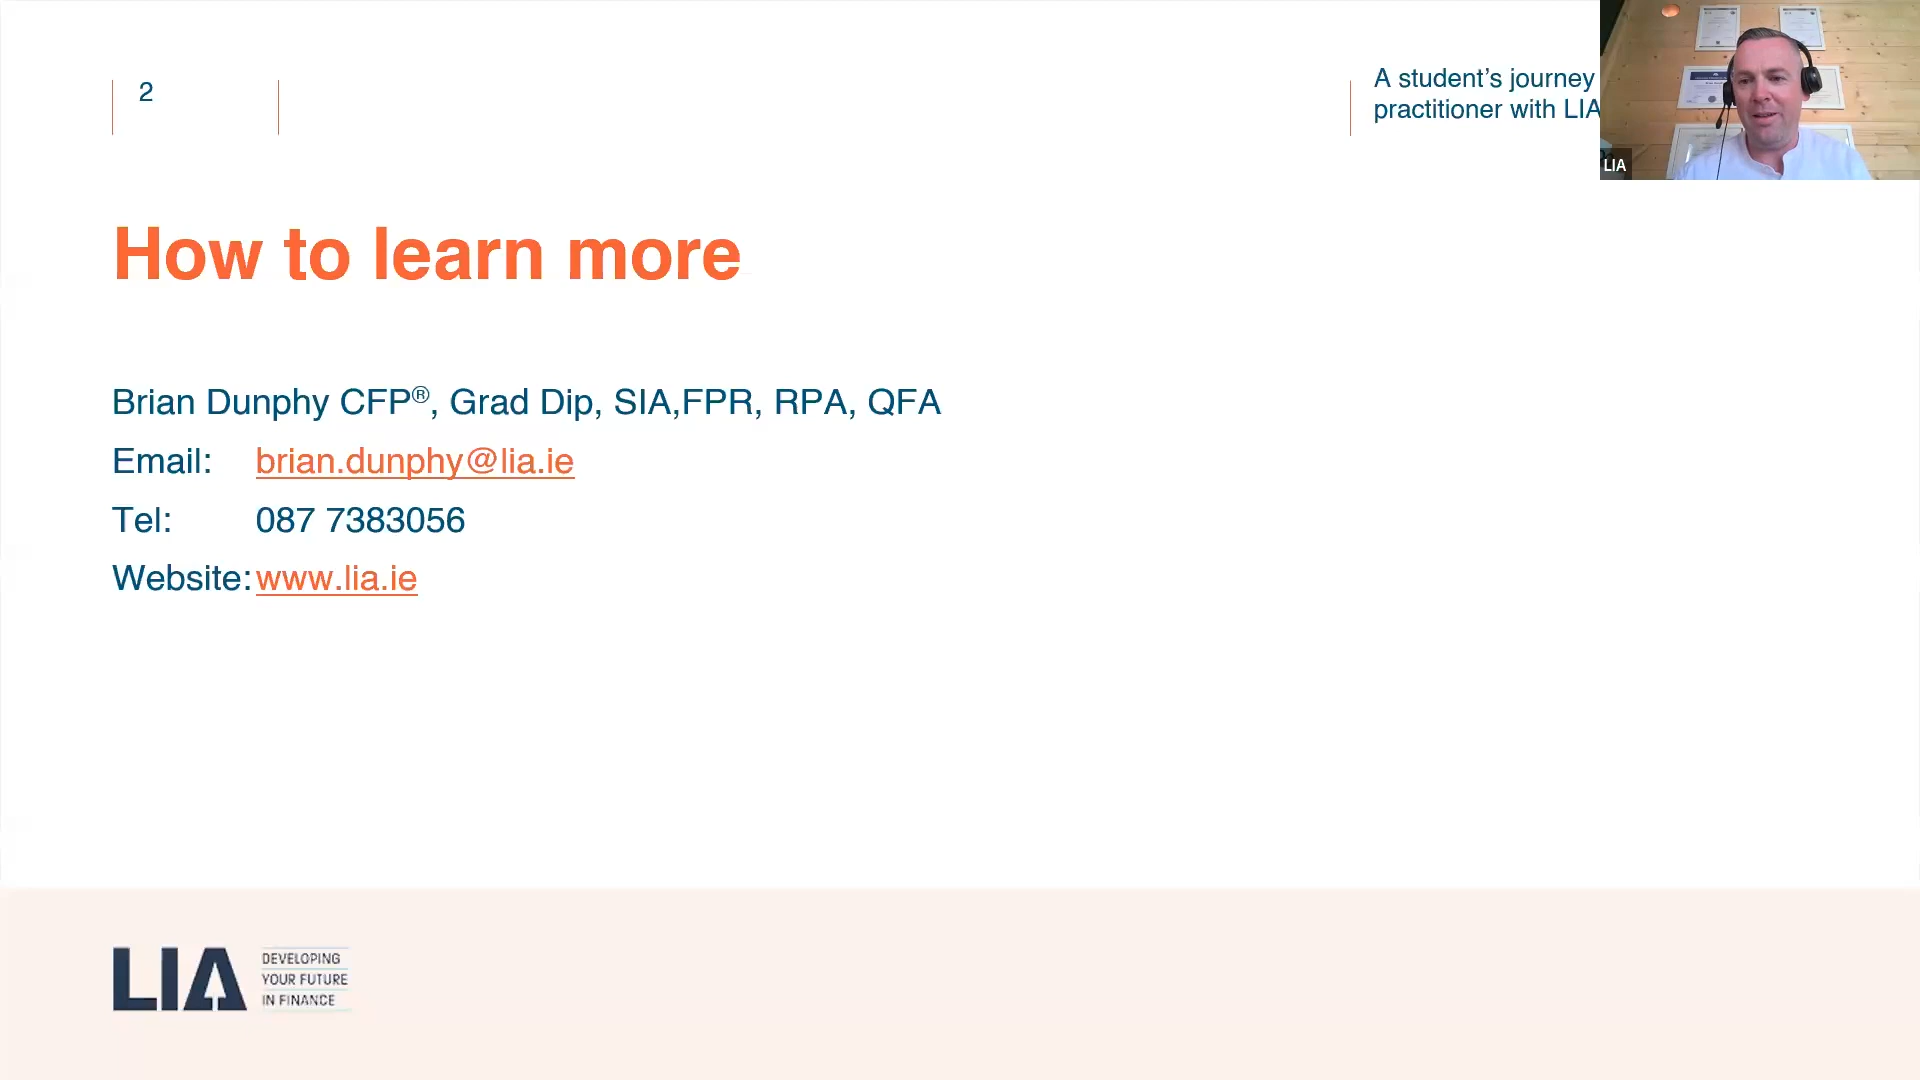 2
A student’s journey
practitioner with LIA
LIA
How to learn more
Brian Dunphy CFP®, Grad Dip, SIA,FPR, RPA, QFA
Email: brian.dunphy@lia.ie
Tel: 087 7383056
Website: www.lia.ie
LIA
DEVELOPING
YOUR FUTURE
IN FINANCE